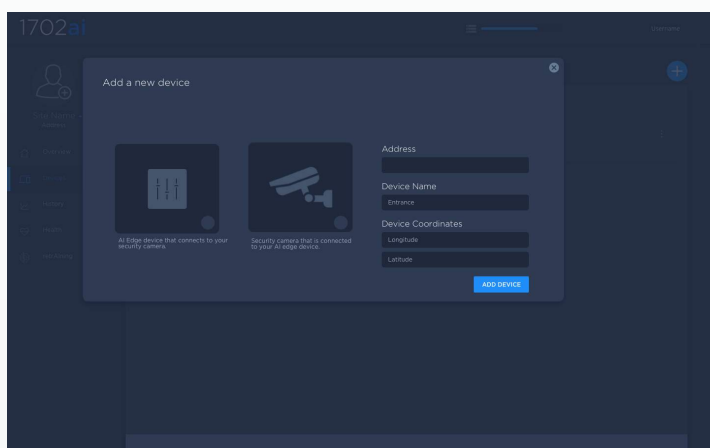 1702ai
Add a new device
AI Edge device that connects to your
security camera.
Security camera that is connected
to your AI edge device.
Address
Device Name
Entrance
Device Coordinates
Longitude
Latitude
ADD DEVICE